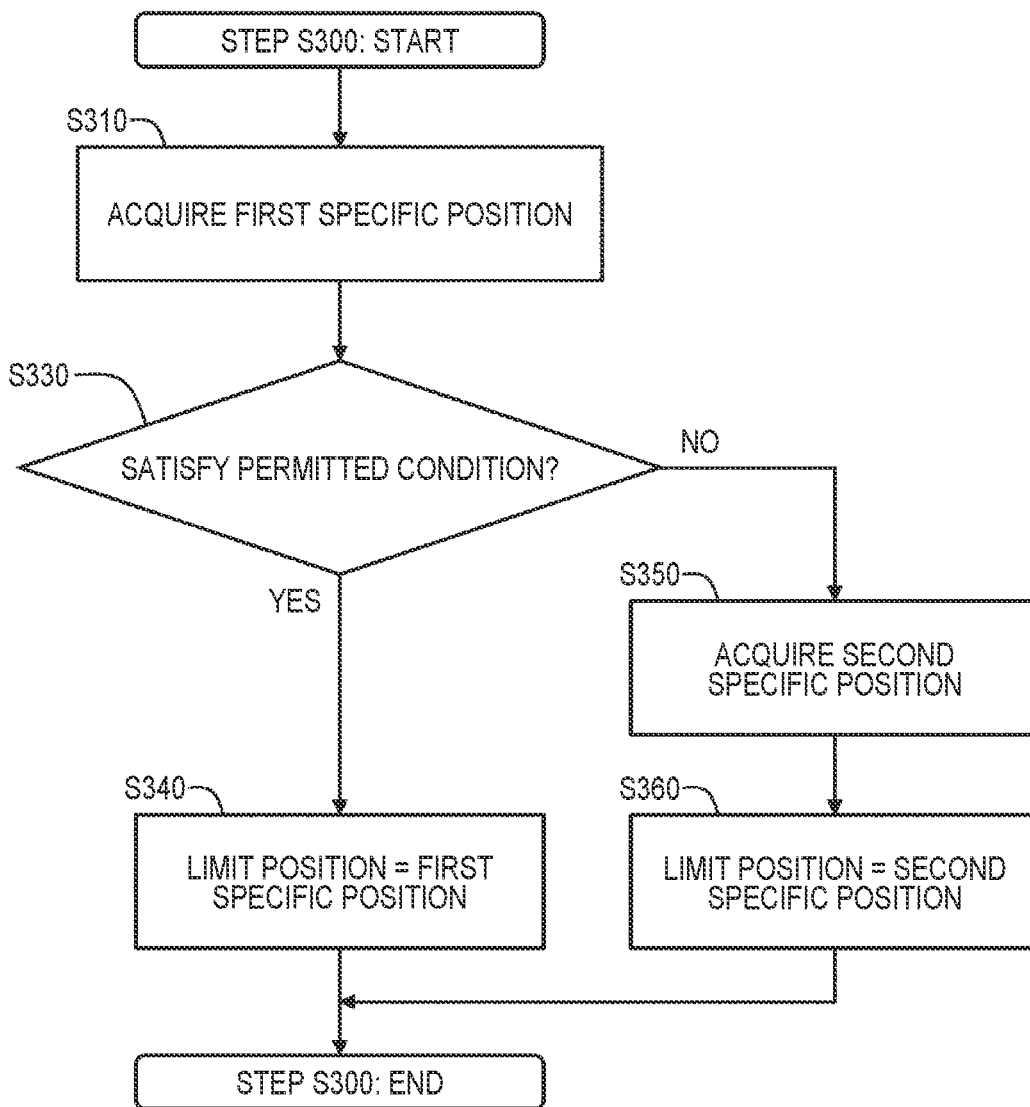 STEP S300: START
S310
ACQUIRE FIRST SPECIFIC POSITION
S330
SATISFY PERMITTED CONDITION?
NO
YES
S350
ACQUIRE SECOND
SPECIFIC POSITION
S340
LIMIT POSITION = FIRST
SPECIFIC POSITION
S360
LIMIT POSITION = SECOND
SPECIFIC POSITION
STEP S300: END